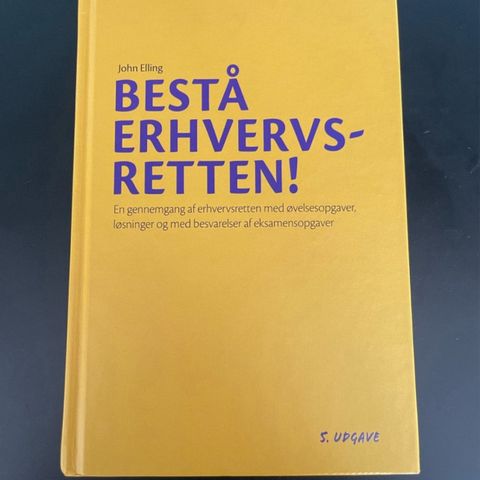 John Elling
BESTÅ
ERHVERVS-
RETTEN!
En gennemgang af erhvervsretten med øvelsesopgaver,
løsninger og med besvarelser af eksamensopgaver
5. UDGAVE